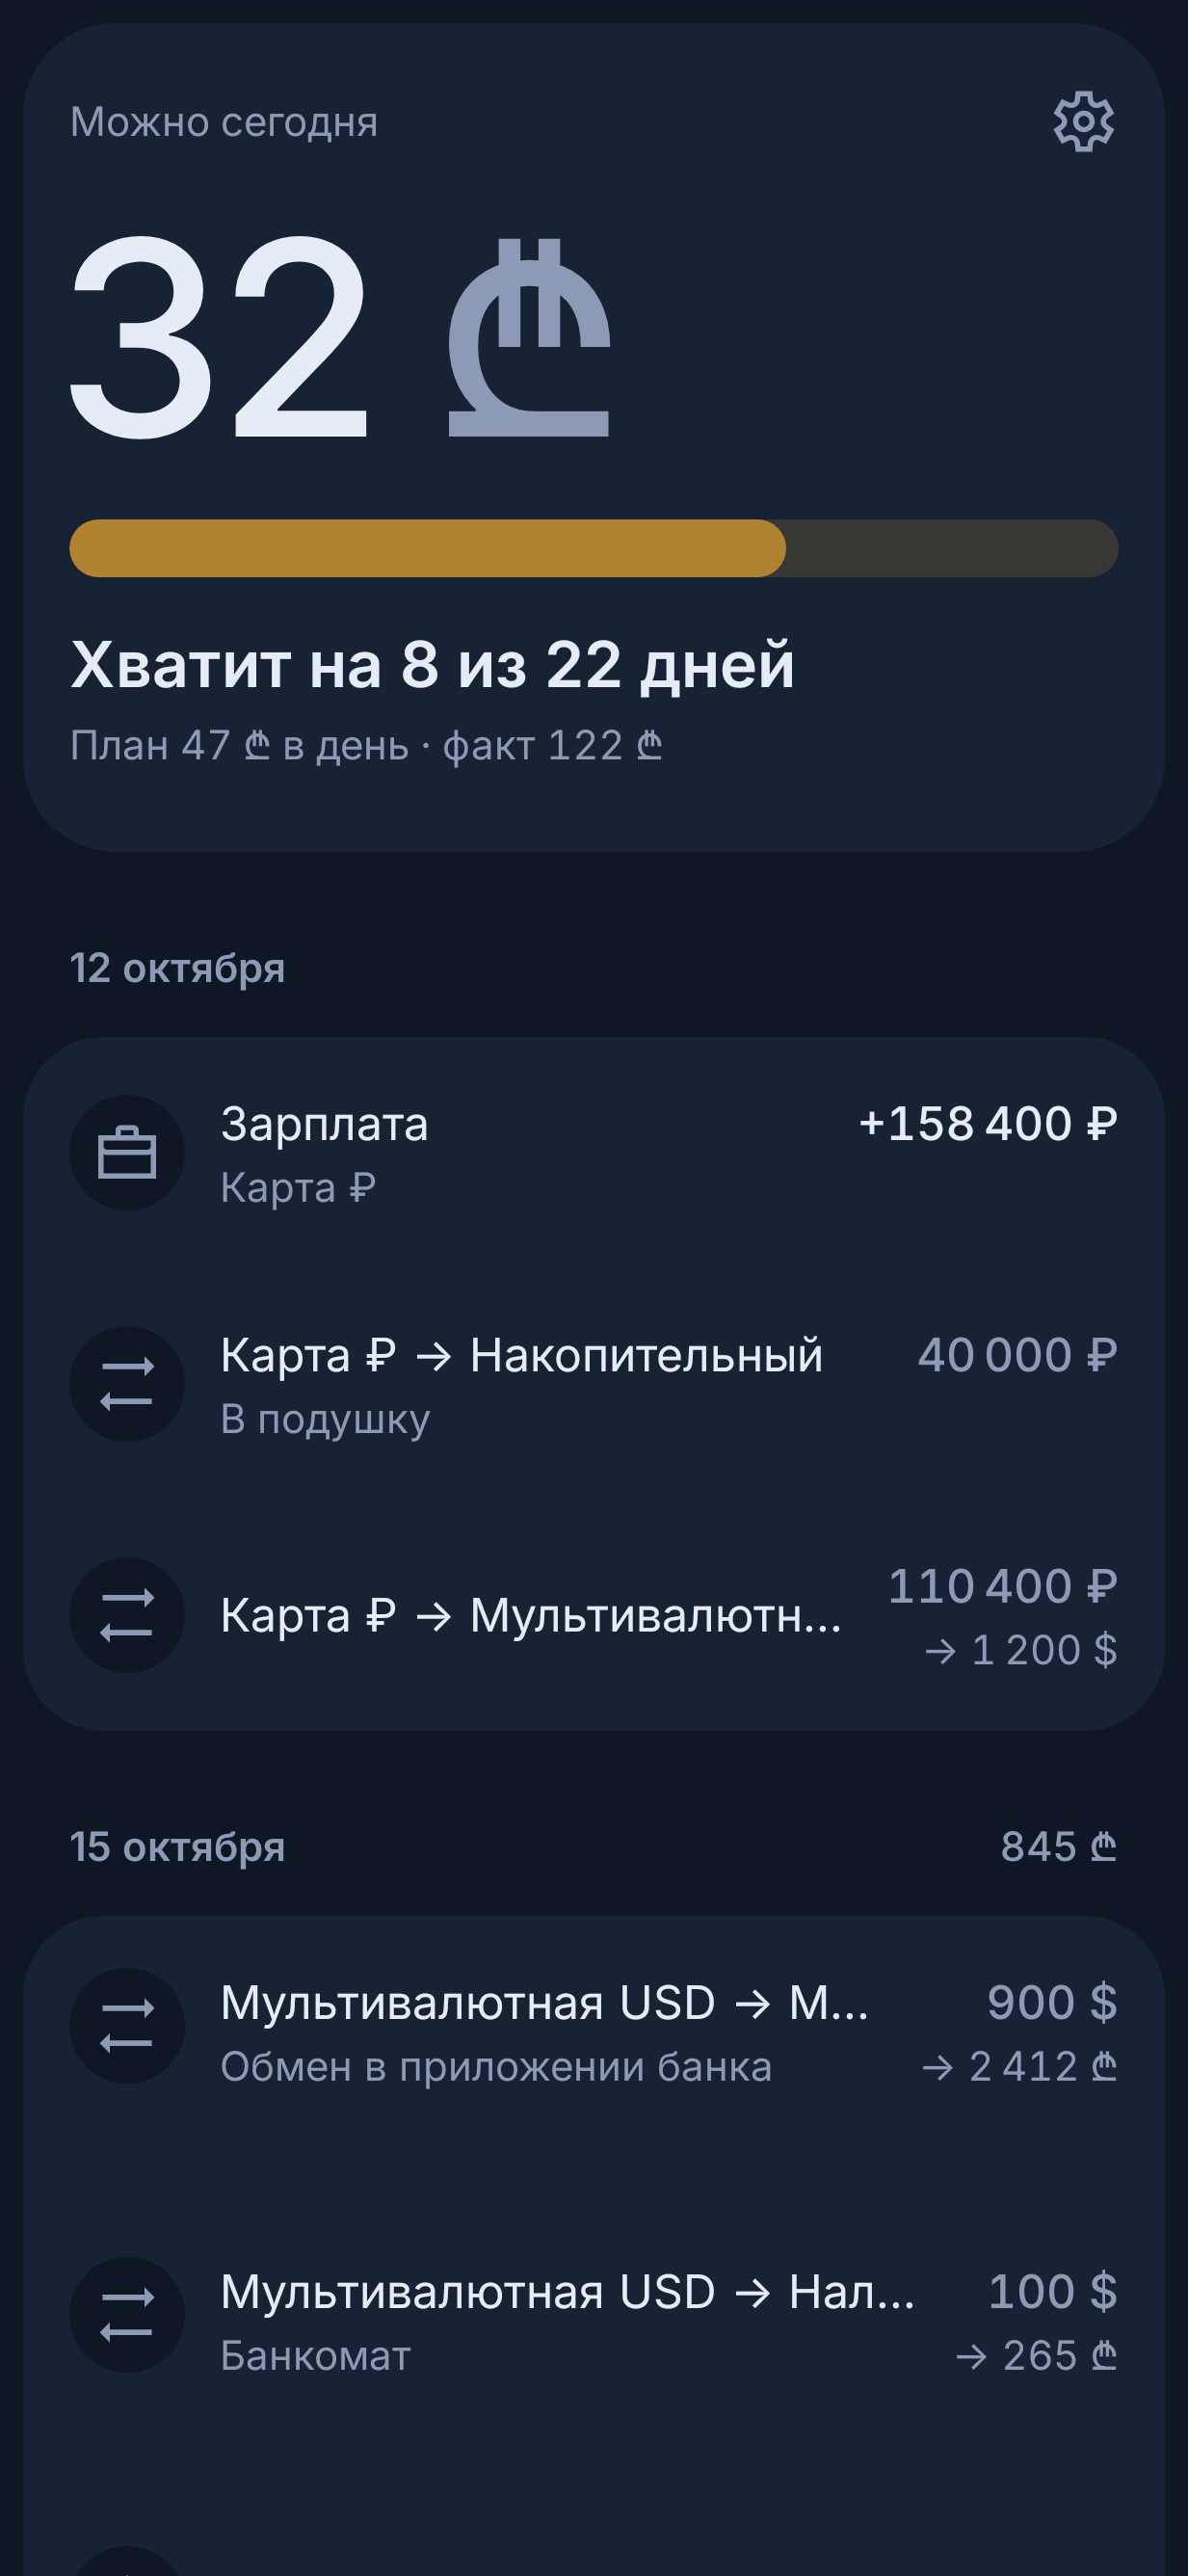 Можно сегодня
32 ₾
Хватит на 8 из 22 дней
План 47 ₾ в день · факт 122 ₾
12 октября
Зарплата +158 400 ₽
Карта ₽
Карта ₽ → Накопительный 40 000 ₽
В подушку
Карта ₽ → Мультивалютн... 110 400 ₽
→ 1 200 $
15 октября 845 ₾
Мультивалютная USD → М... 900 $
Обмен в приложении банка → 2 412 ₾
Мультивалютная USD → Нал... 100 $
Банкомат → 265 ₾